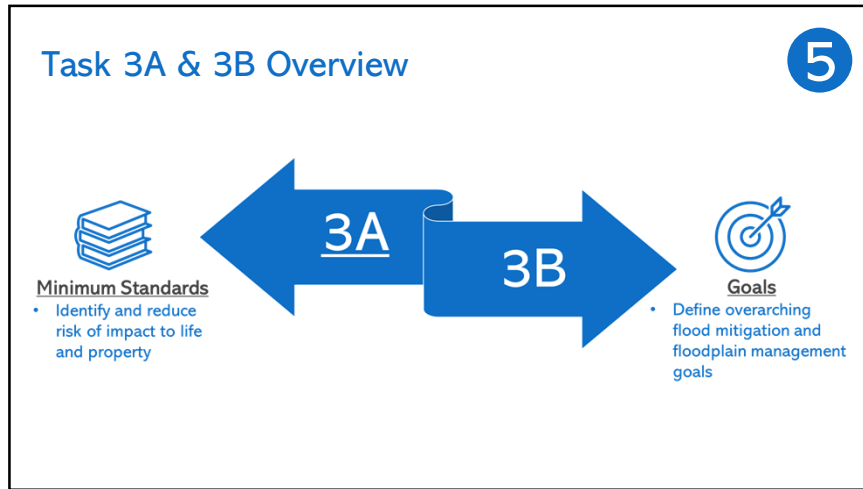 Task 3A & 3B Overview
5
3A
3B
Minimum Standards
• Identify and reduce
risk of impact to life
and property
Goals
• Define overarching
flood mitigation and
floodplain management
goals